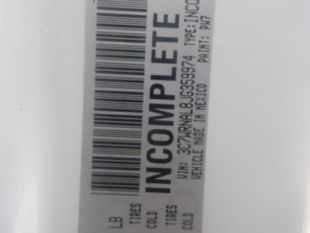 LB
TIRES
COLD
TIRES
COLD
INCOMPLETE
VIN: 3C7WRNAL8JG359974
TYPE:INCO
VEHICLE MADE IN MEXICO
PAINT: PW7